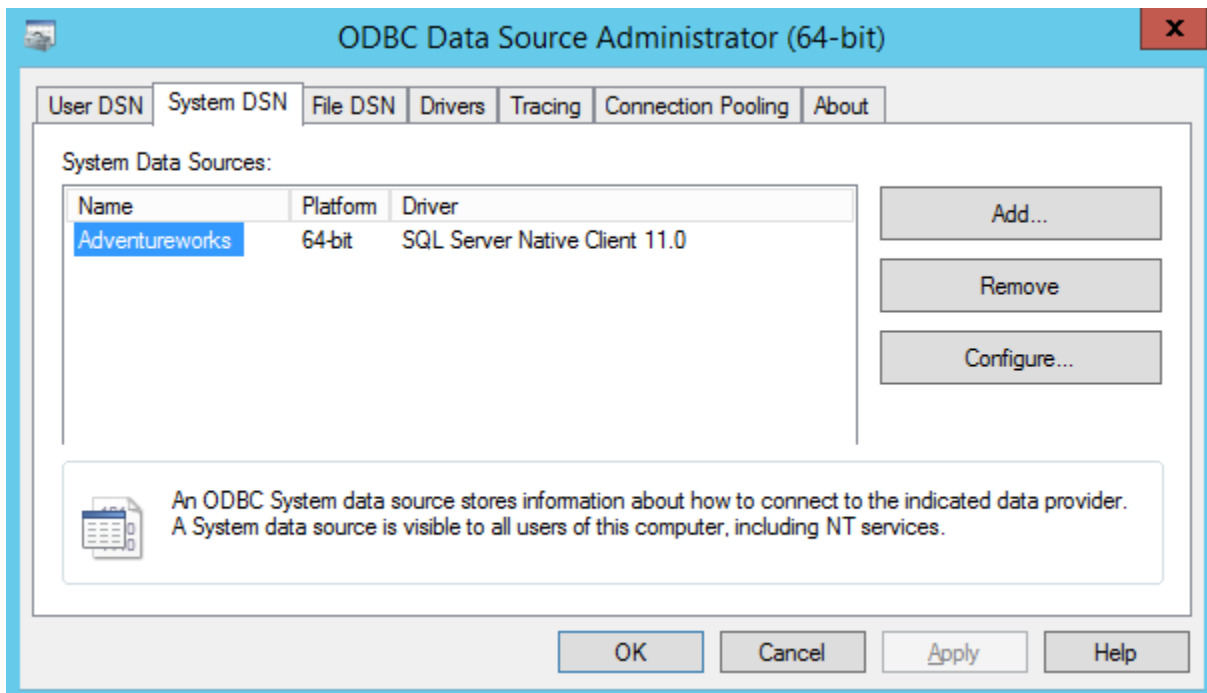 ODBC Data Source Administrator (64-bit)
x
User DSN System DSN File DSN Drivers Tracing Connection Pooling About
System Data Sources:
Name Platform Driver
Adventureworks 64-bit SQL Server Native Client 11.0
Add...
Remove
Configure...
An ODBC System data source stores information about how to connect to the indicated data provider.
A System data source is visible to all users of this computer, including NT services.
OK Cancel Apply Help